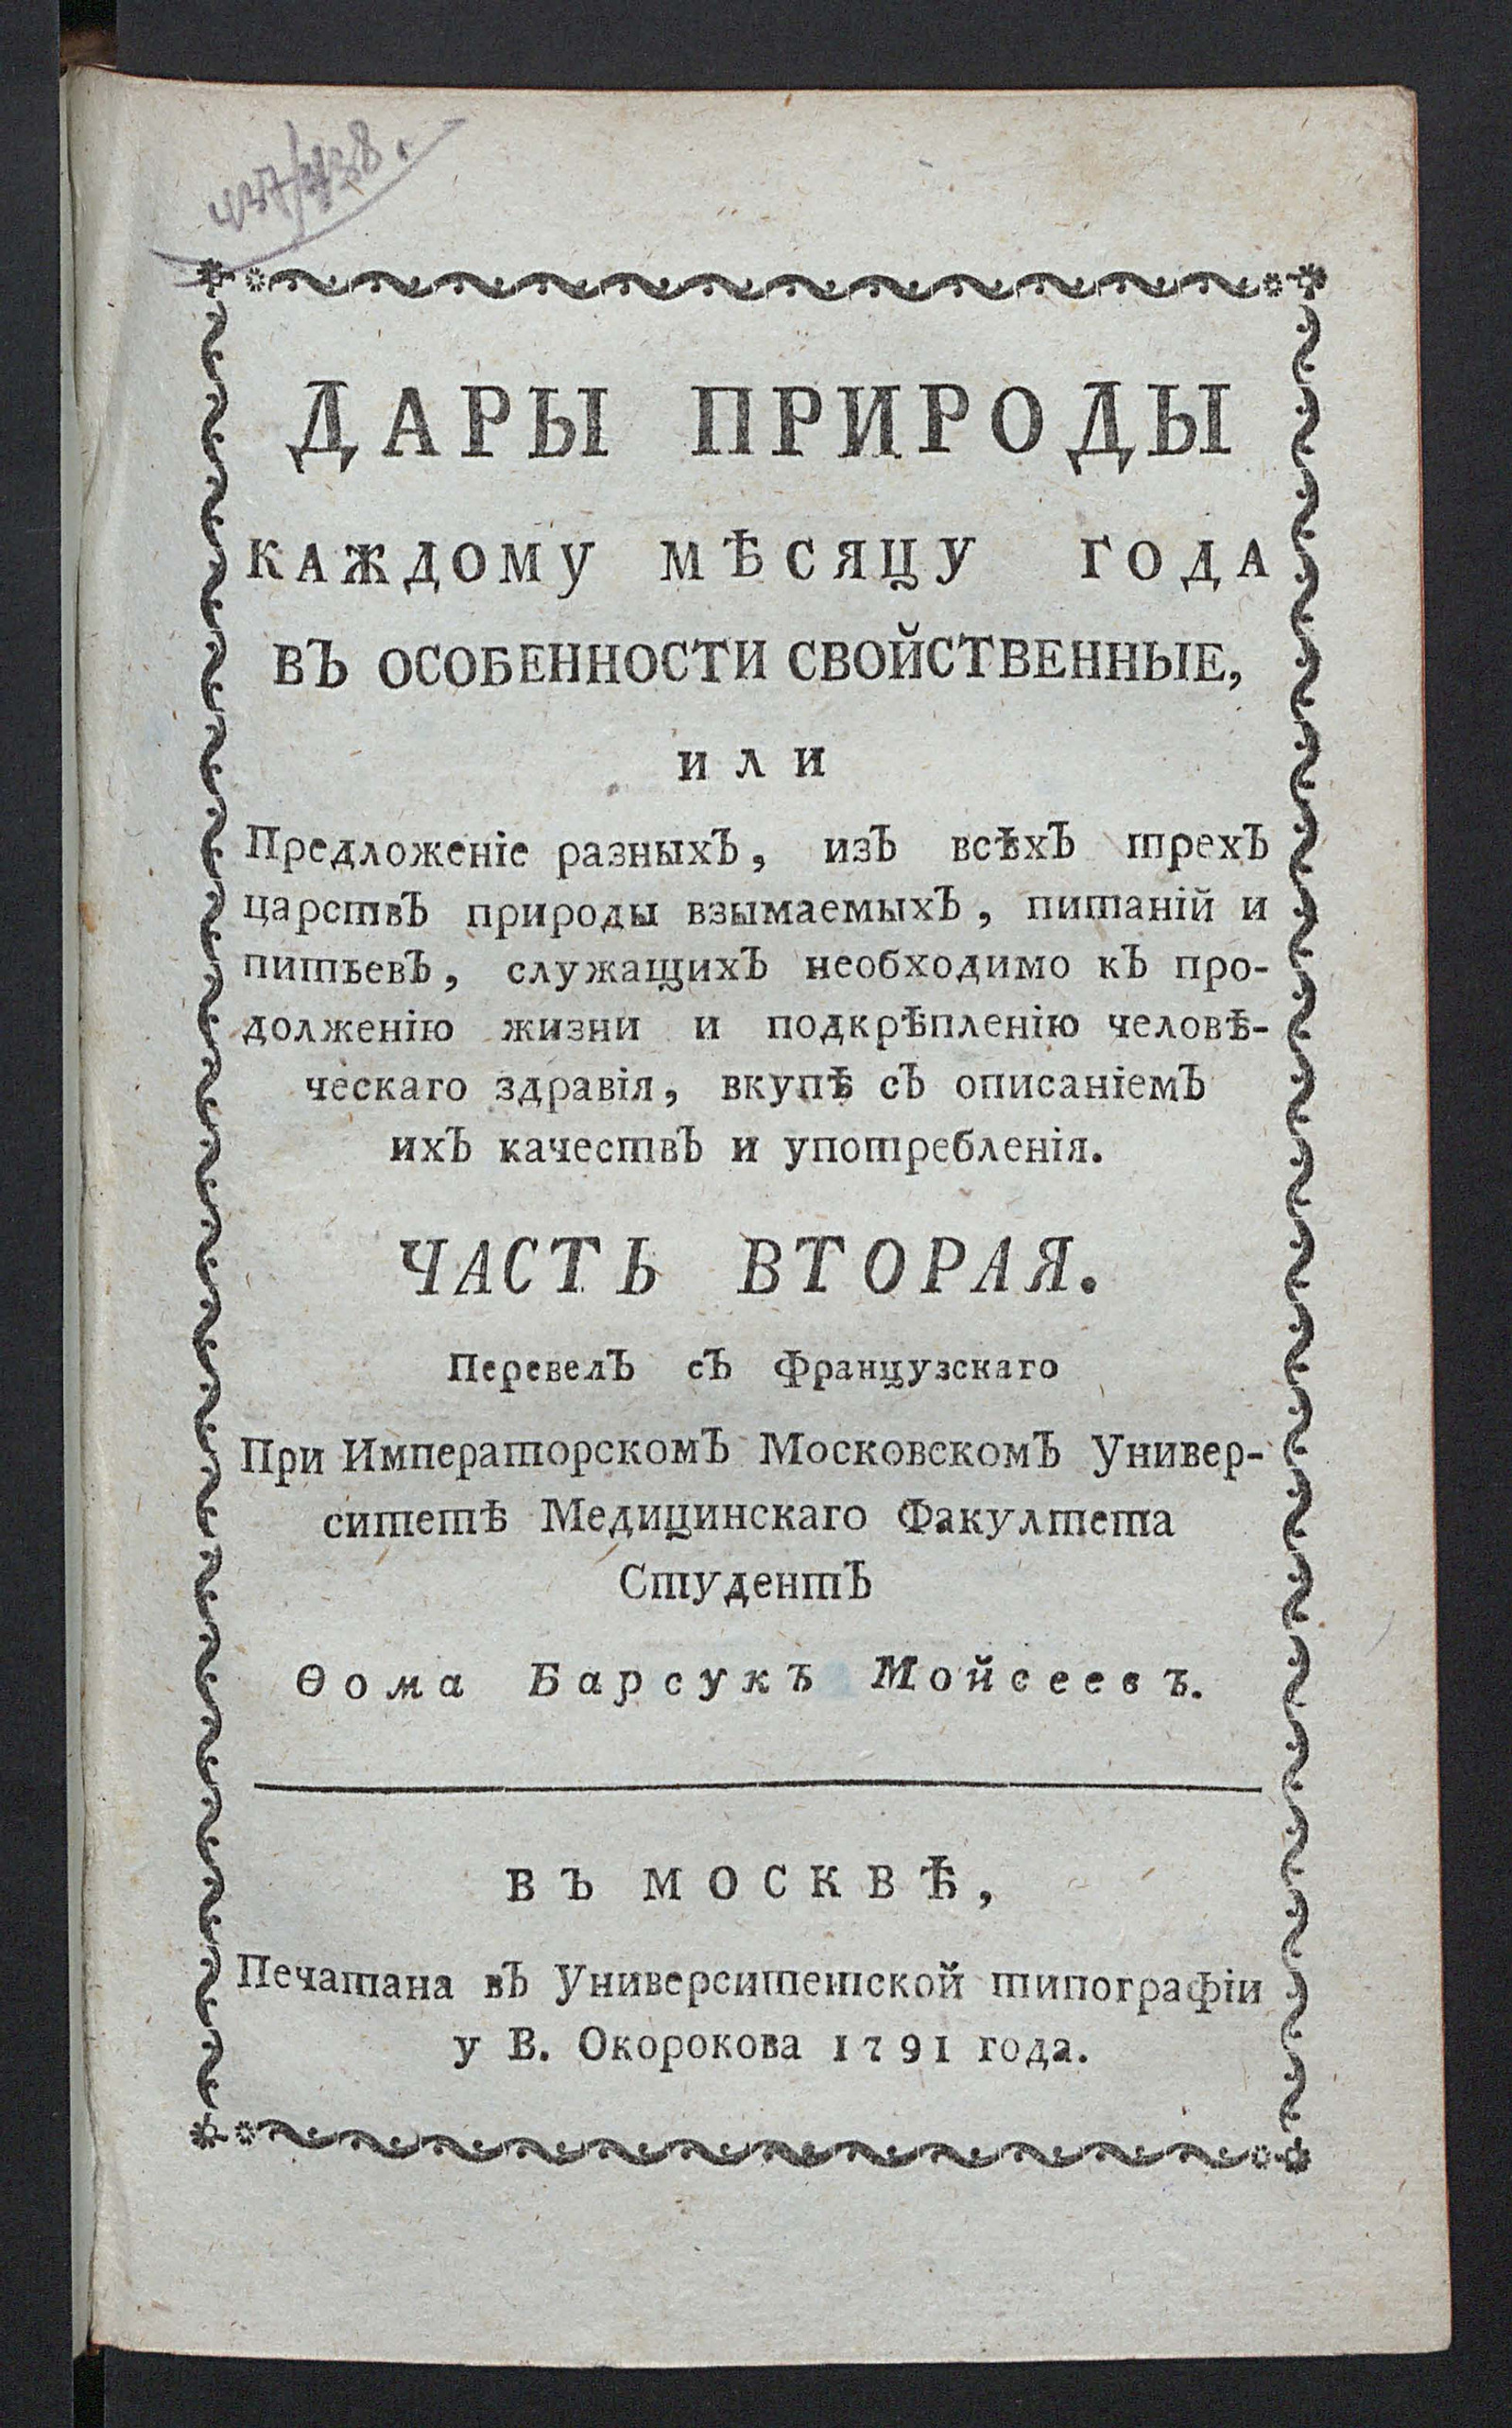 ДАРЫ ПРИРОДЫ
КАЖДОМУ МѢСЯЦУ ГОДА
ВЪ ОСОБЕННОСТИ СВОЙСТВЕННЫЕ,
ИЛИ
Предложеніе разныхЪ, изЪ всѣхЪ трехЪ
царствЪ природы взымаемыхЪ, питаній и
питьевЪ, служащихЪ необходимо кЪ про-
долженію жизни и подкрѣпленію человѣ-
ческаго здравія, вкупѣ сЪ описаніемЪ
ихЪ качествЪ и употребленія.
ЧАСТЬ ВТОРАЯ.
ПеревелЪ сЪ Французскаго
При ИмператорскомЪ МосковскомЪ Универ-
ситетѣ Медицинскаго Факултета
СтудентЪ
Ѳома Барсукъ Мойсеевъ.
ВЪ МОСКВѢ,
Печатана вЪ Университетской типографіи
у В. Окорокова 1791 года.